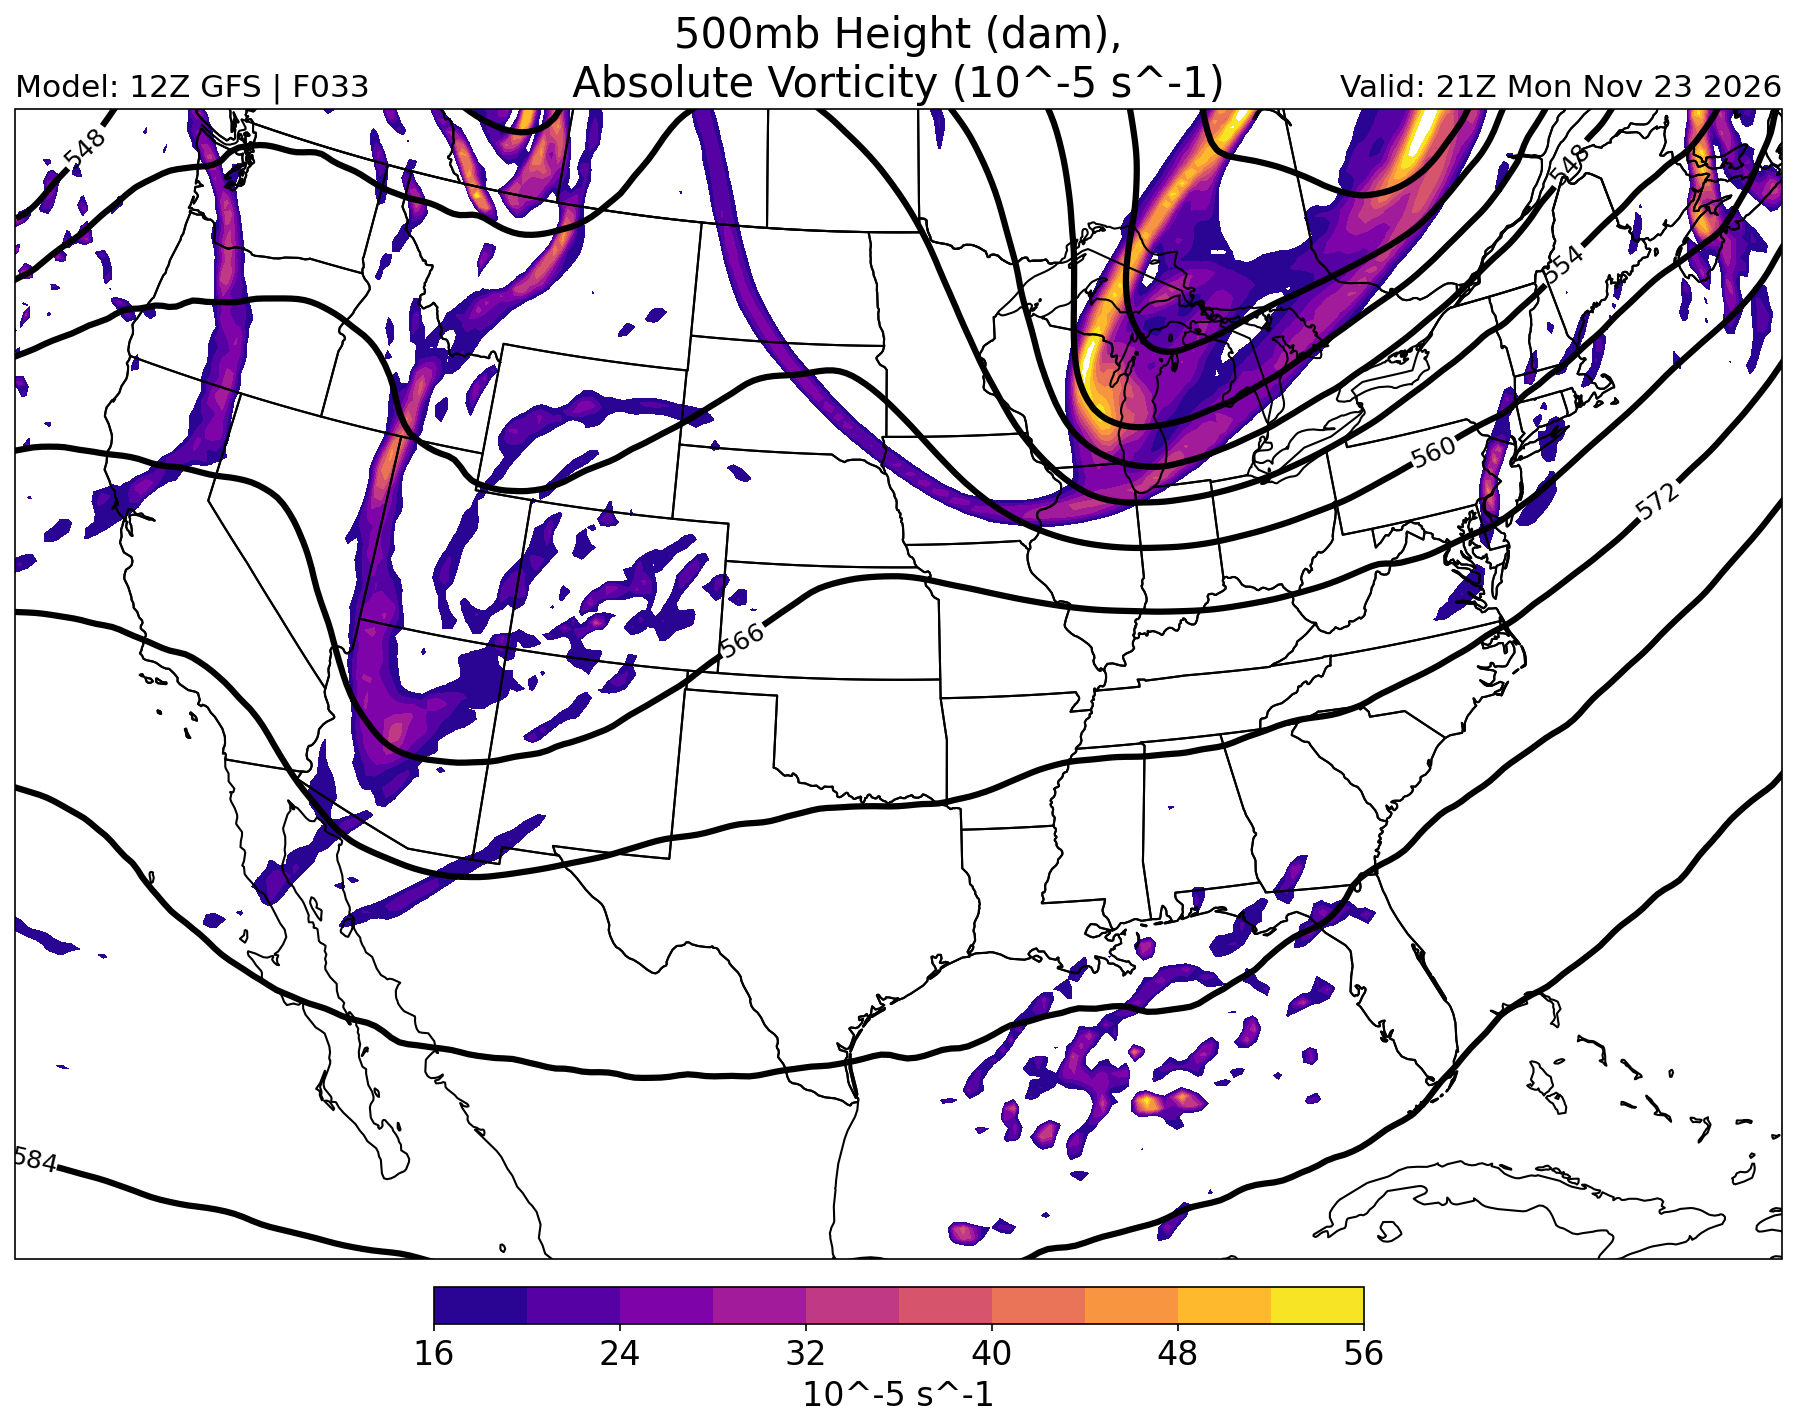 500mb Height (dam),
Model: 12Z GFS | F033
Absolute Vorticity (10^-5 s^-1)
Valid: 21Z Mon Nov 23 2026
548
548
554
560
572
566
584
16
24
32
40
48
56
10^-5 s^-1